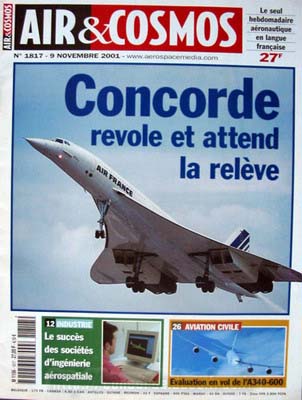 AIR & COSMOS
AIR&COSMOS
Le seul
hebdomadaire
aéronautique
en langue
française
N° 1817 - 9 NOVEMBRE 2001 - www.aerospacemedia.com
27F
Concorde
revole et attend
la relève
AIR FRANCE
12 INDUSTRIE
Le succès
des sociétés
d'ingénierie
aérospatiale
26 AVIATION CIVILE
Evaluation en vol de l'A340-600